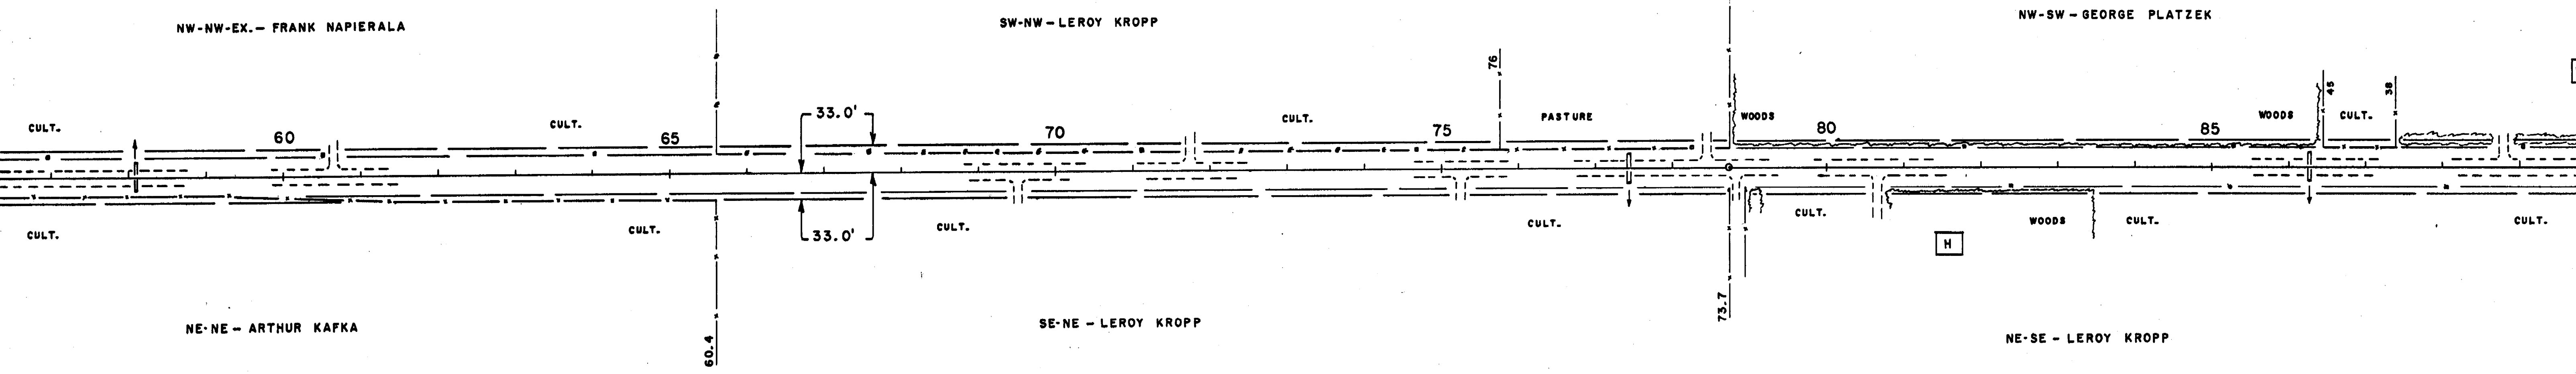 NW-NW-EX.- FRANK NAPIERALA
SW-NW-LEROY KROPP
NW-SW-GEORGE PLATZEK
CULT.
60
CULT.
65
33.0'
70
CULT.
75
76
PASTURE
WOODS
80
85
WOODS
45
CULT.
38
CULT.
CULT.
33.0'
CULT.
CULT.
CULT.
H
WOODS
CULT.
CULT.
60.4
73.7
NE-NE- ARTHUR KAFKA
SE-NE- LEROY KROPP
NE-SE- LEROY KROPP